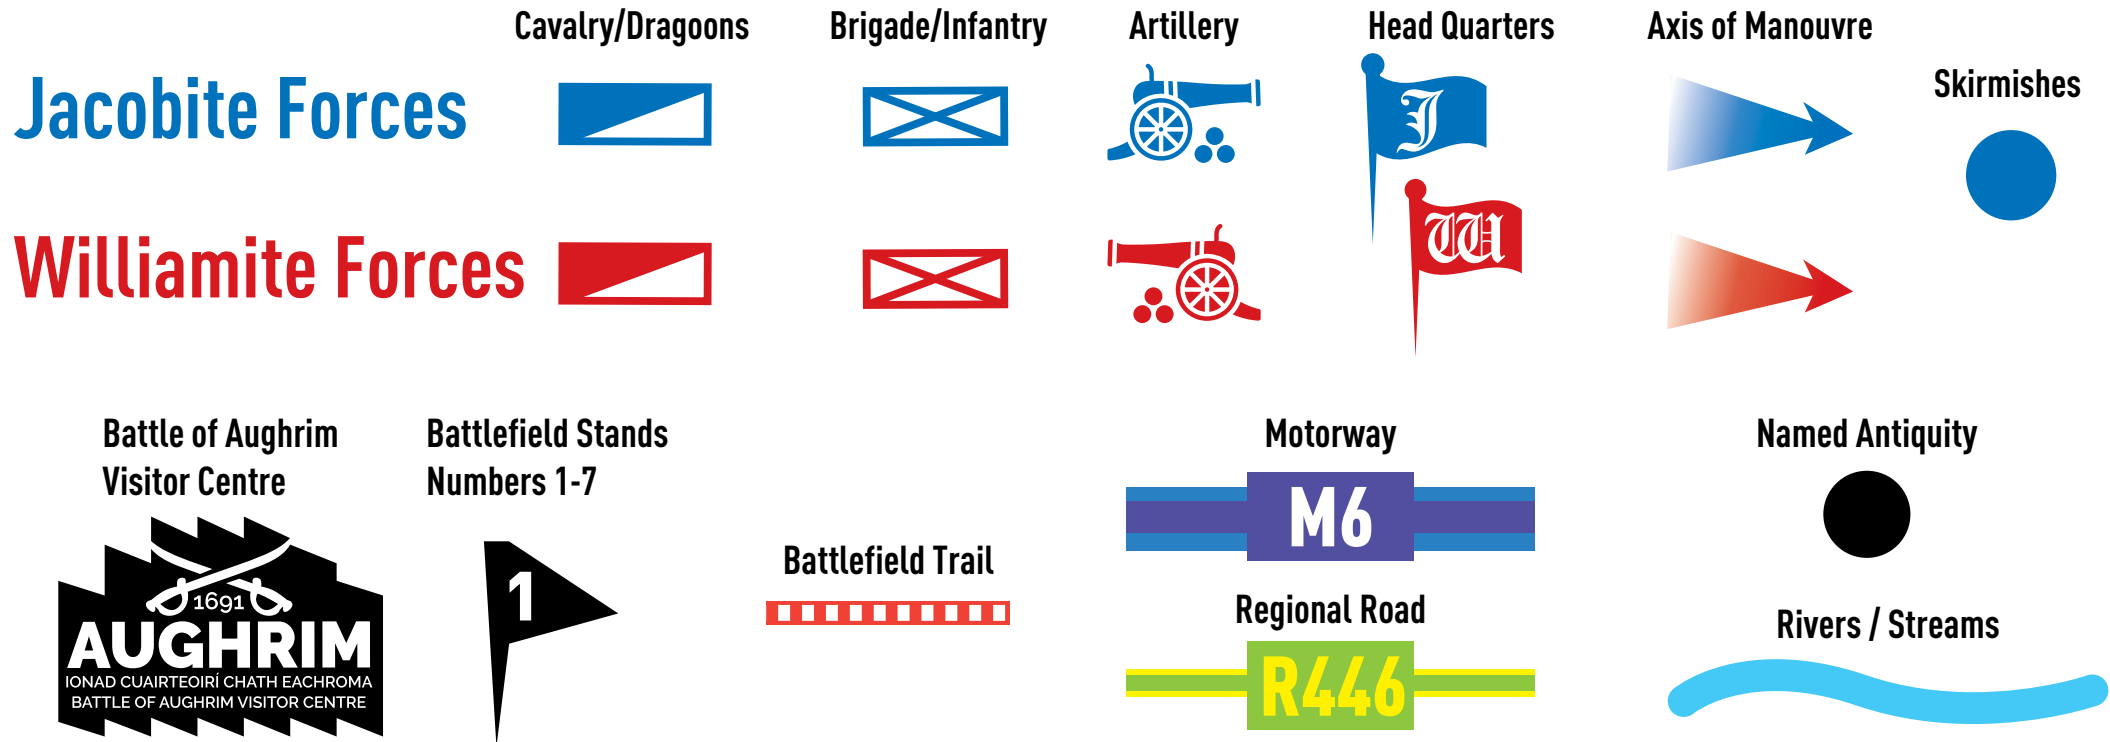 Cavalry/Dragoons
Brigade/Infantry
Artillery
Head Quarters
Axis of Manouvre
Skirmishes
Jacobite Forces
J
Williamite Forces
W
Battle of Aughrim
Visitor Centre
Battlefield Stands
Numbers 1-7
Motorway
Named Antiquity
M6
Battlefield Trail
1
1691
AUGHRIM
IONAD CUAIRTEOIRÍ CHATH EACHROMA
BATTLE OF AUGHRIM VISITOR CENTRE
Regional Road
R446
Rivers / Streams